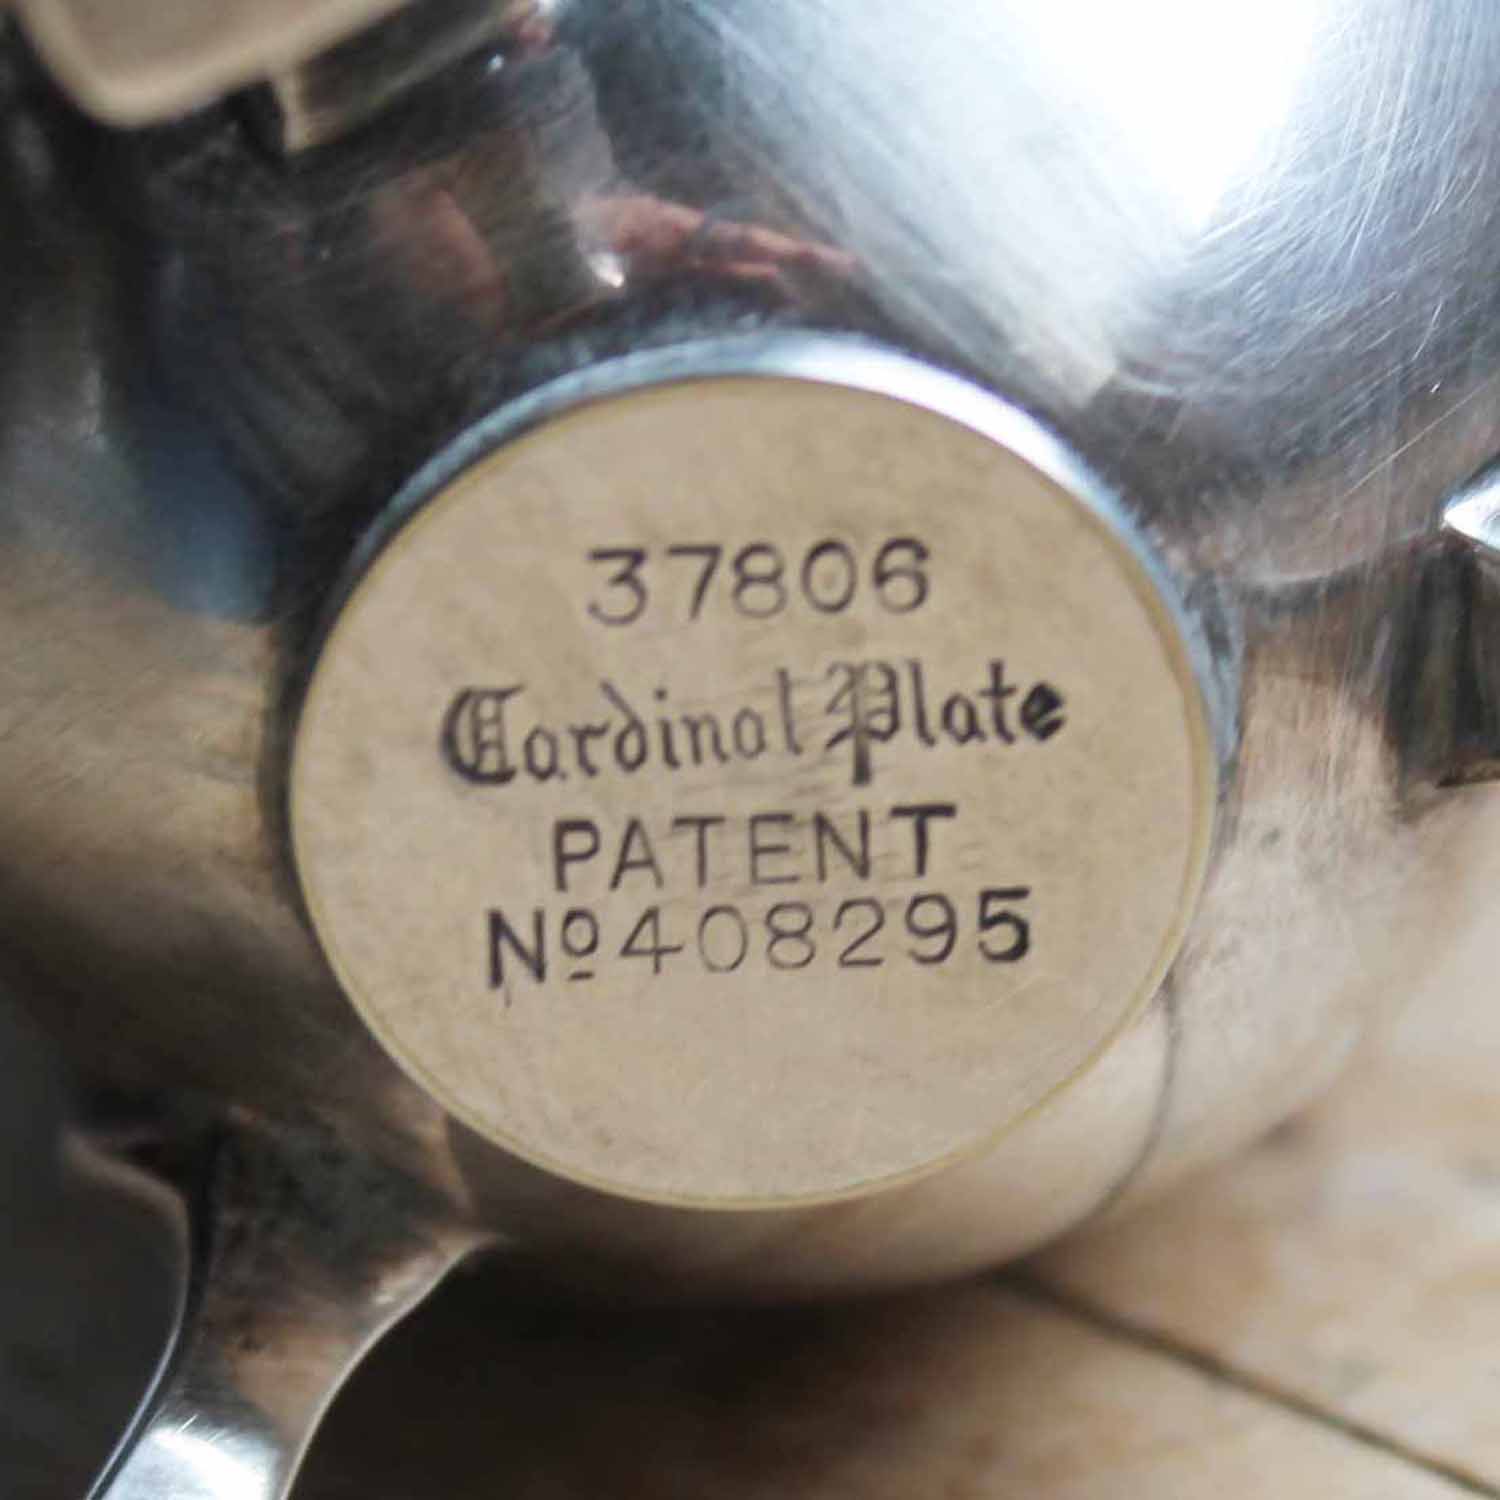 37806
Cardinal Plate
PATENT
Nº408295